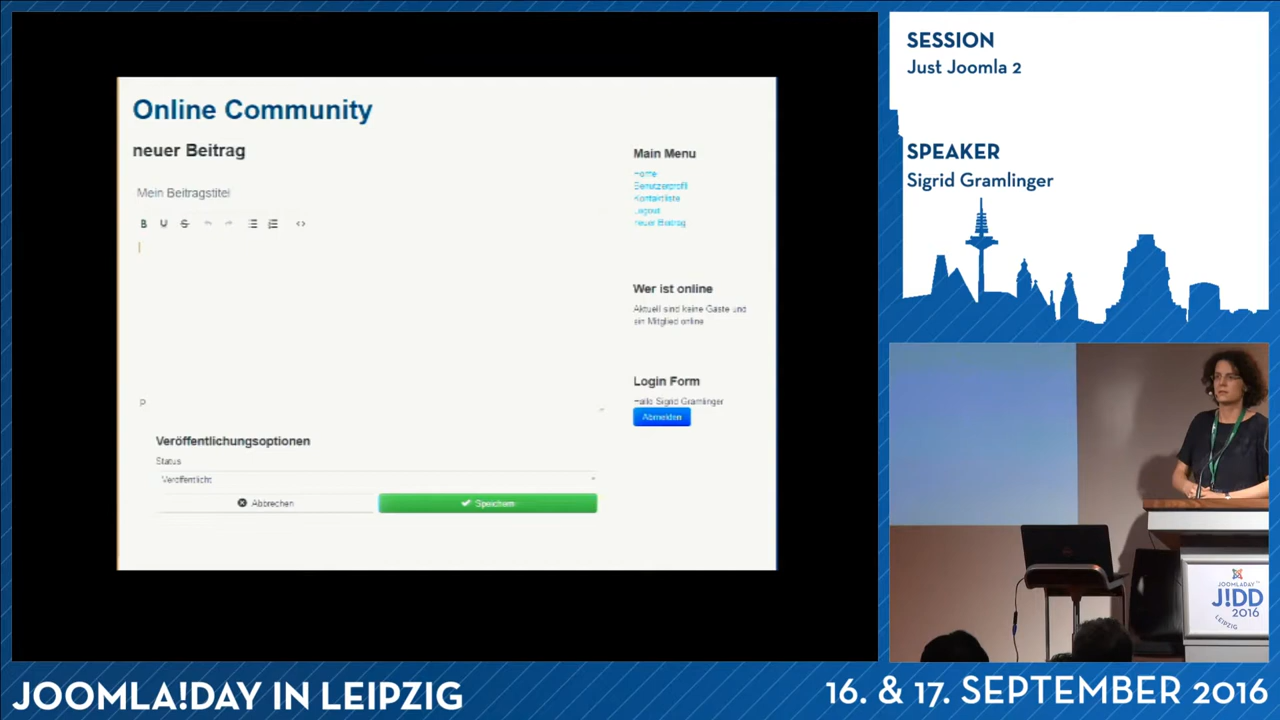 Online Community
neuer Beitrag
Mein Beitragstitel
B U S
P
Veröffentlichungsoptionen
Status
Veröffentlicht
Abbrechen
Speichern
Main Menu
Home
Benutzerprofil
Kontaktliste
Logout
neuer Beitrag
Wer ist online
Aktuell sind keine Gäste und
ein Mitglied online
Login Form
Hallo Sigrid Gramlinger
Abmelden
SESSION
Just Joomla 2
SPEAKER
Sigrid Gramlinger
JOOMLADAY
J!DD
2016
LEIPZIG
JOOMLA!DAY IN LEIPZIG
16. & 17. SEPTEMBER 2016